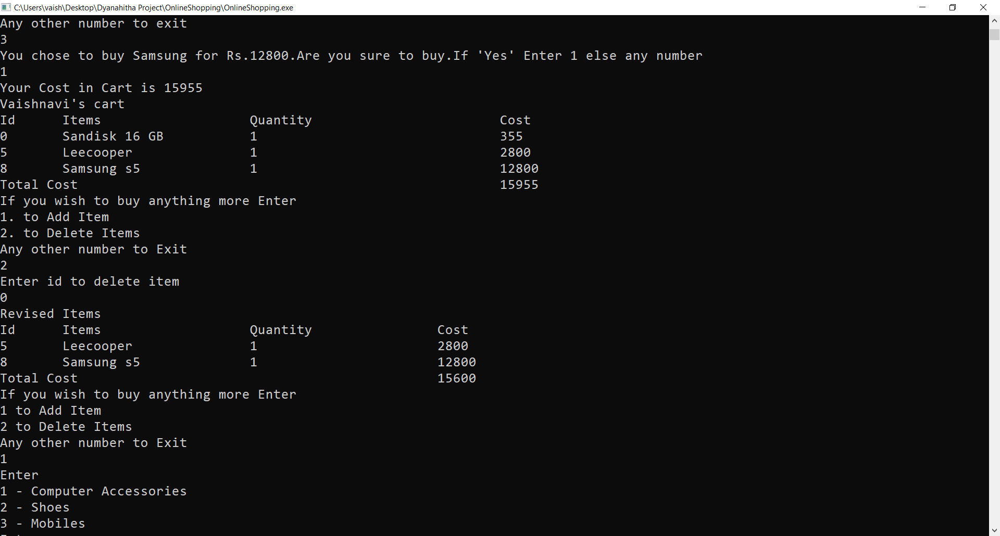 C:\Users\vaish\Desktop\Dyanahitha Project\OnlineShopping\OnlineShopping.exe
Any other number to exit
3
You chose to buy Samsung for Rs.12800.Are you sure to buy.If 'Yes' Enter 1 else any number
1
Your Cost in Cart is 15955
Vaishnavi's cart
Id Items Quantity Cost
0 Sandisk 16 GB 1 355
5 Leecooper 1 2800
8 Samsung s5 1 12800
Total Cost 15955
If you wish to buy anything more Enter
1. to Add Item
2. to Delete Items
Any other number to Exit
2
Enter id to delete item
0
Revised Items
Id Items Quantity Cost
5 Leecooper 1 2800
8 Samsung s5 1 12800
Total Cost 15600
If you wish to buy anything more Enter
1 to Add Item
2 to Delete Items
Any other number to Exit
1
Enter
1 - Computer Accessories
2 - Shoes
3 - Mobiles